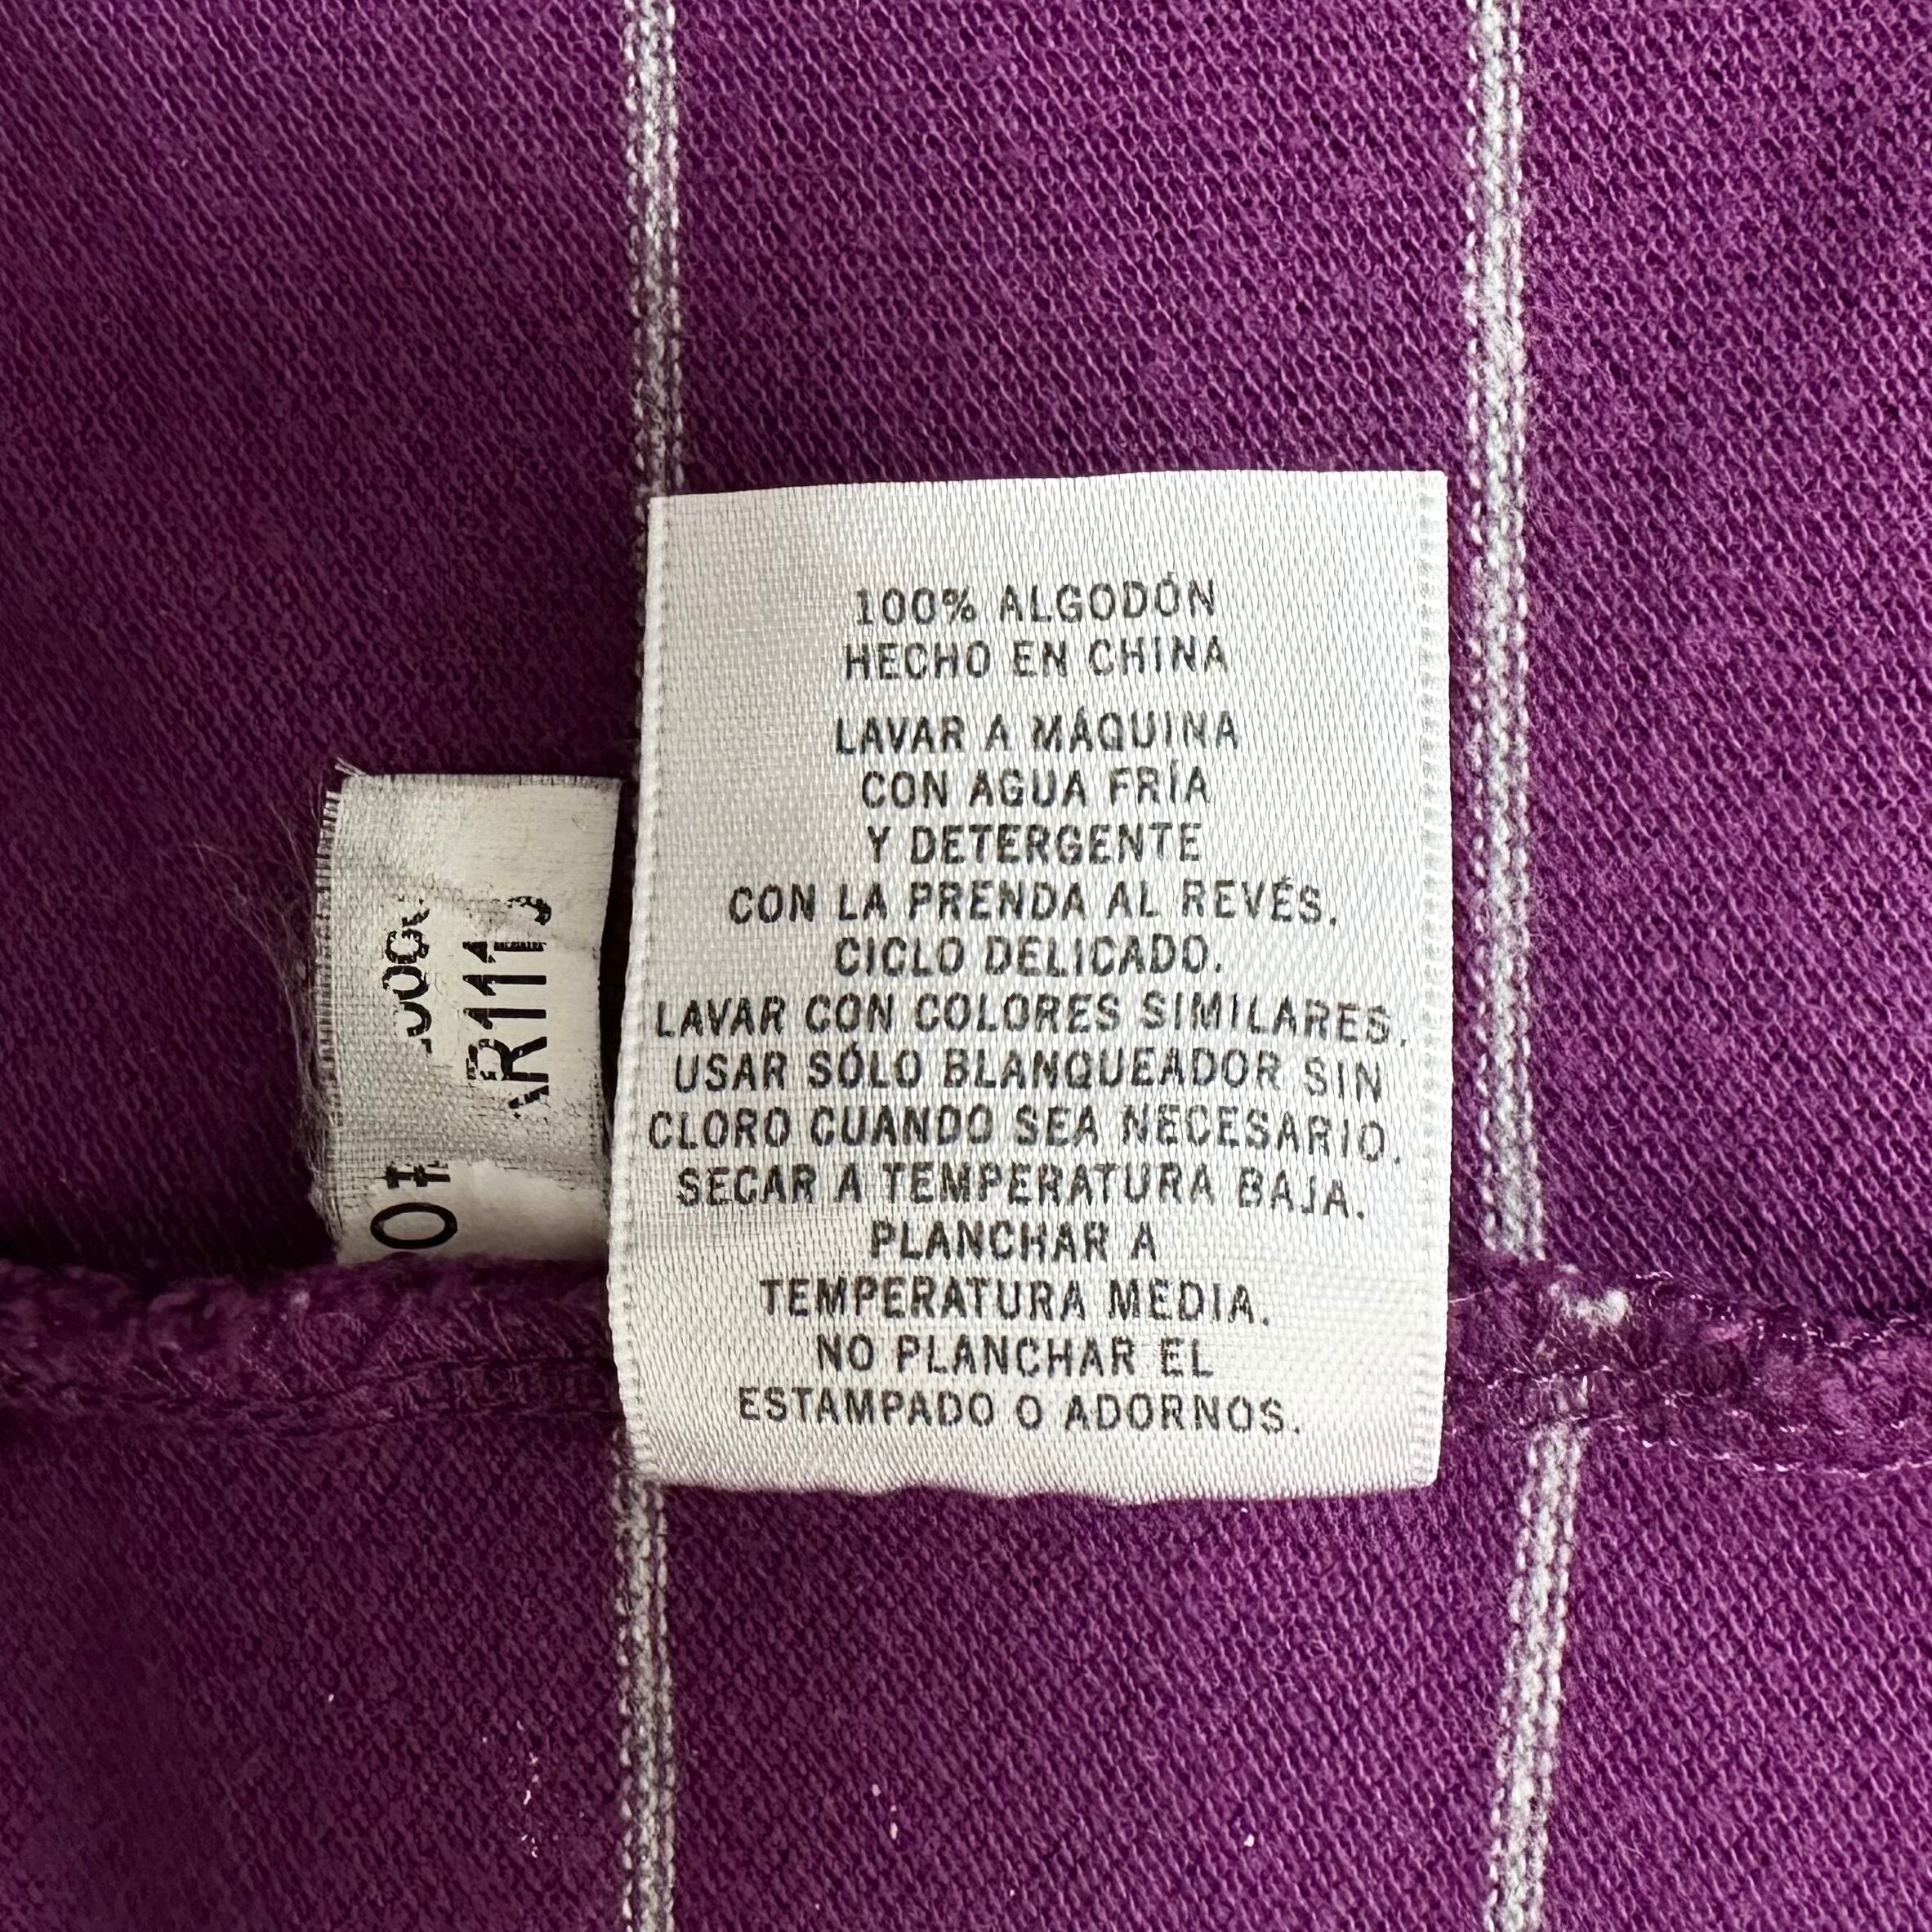 100% ALGODÓN
HECHO EN CHINA
LAVAR A MÁQUINA
CON AGUA FRÍA
Y DETERGENTE
CON LA PRENDA AL REVÉS.
CICLO DELICADO.
LAVAR CON COLORES SIMILARES.
USAR SÓLO BLANQUEADOR SIN
CLORO CUANDO SEA NECESARIO.
SECAR A TEMPERATURA BAJA.
PLANCHAR A
TEMPERATURA MEDIA.
NO PLANCHAR EL
ESTAMPADO O ADORNOS.